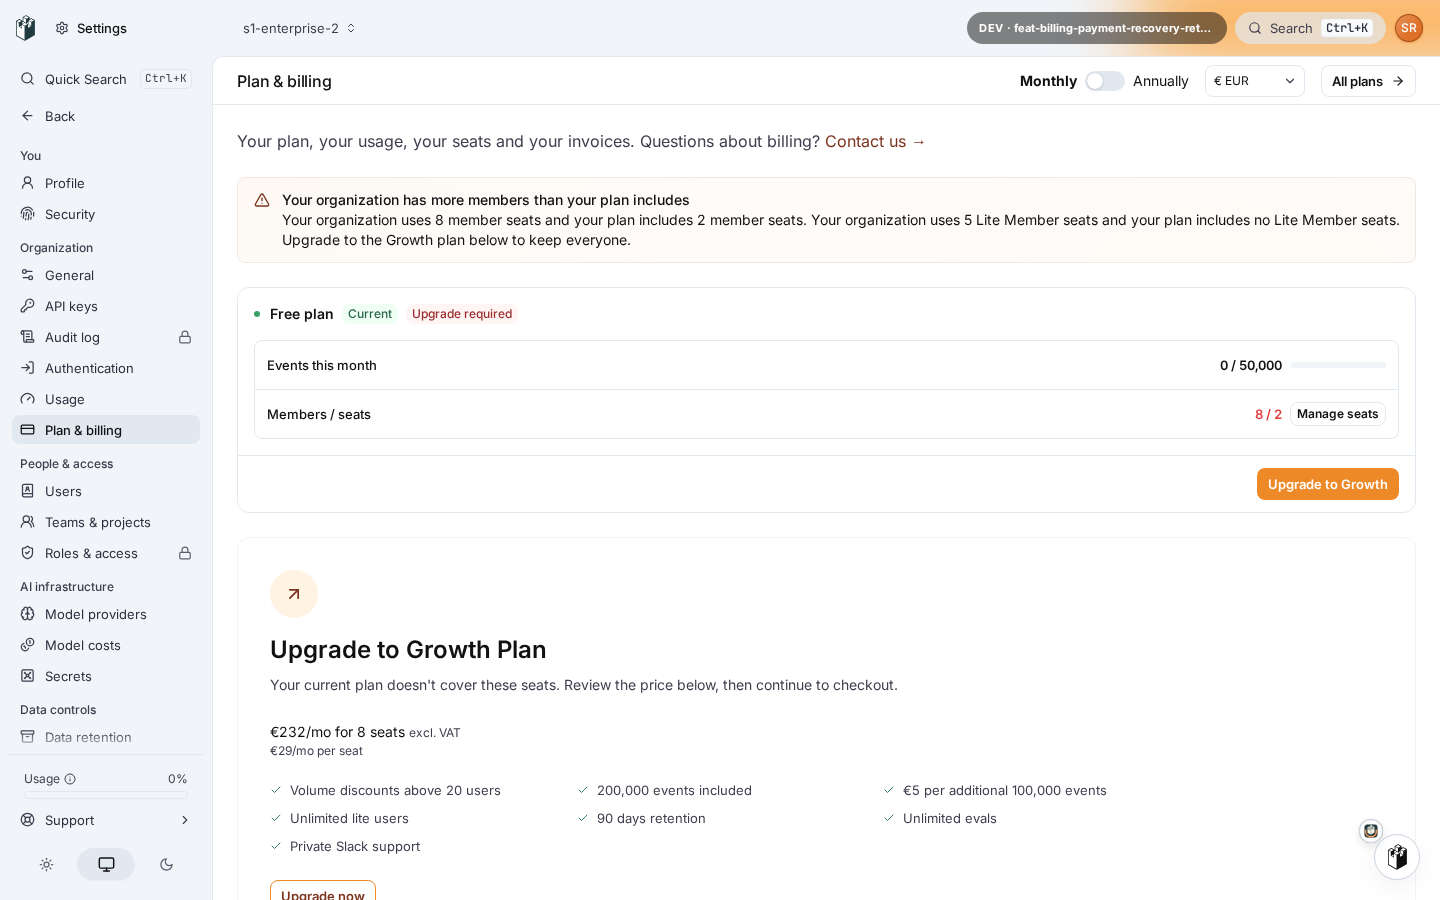 Settings
s1-enterprise-2
DEV · feat-billing-payment-recovery-ret...
Search Ctrl+K
SR
Quick Search Ctrl+K
Back
You
Profile
Security
Organization
General
API keys
Audit log
Authentication
Usage
Plan & billing
People & access
Users
Teams & projects
Roles & access
AI infrastructure
Model providers
Model costs
Secrets
Data controls
Data retention
Usage 0%
Support
Plan & billing
Monthly Annually € EUR All plans →
Your plan, your usage, your seats and your invoices. Questions about billing? Contact us →
Your organization has more members than your plan includes
Your organization uses 8 member seats and your plan includes 2 member seats. Your organization uses 5 Lite Member seats and your plan includes no Lite Member seats.
Upgrade to the Growth plan below to keep everyone.
Free plan Current Upgrade required
Events this month 0 / 50,000
Members / seats 8 / 2 Manage seats
Upgrade to Growth
Upgrade to Growth Plan
Your current plan doesn't cover these seats. Review the price below, then continue to checkout.
€232/mo for 8 seats excl. VAT
€29/mo per seat
Volume discounts above 20 users 200,000 events included €5 per additional 100,000 events
Unlimited lite users 90 days retention Unlimited evals
Private Slack support
Upgrade now